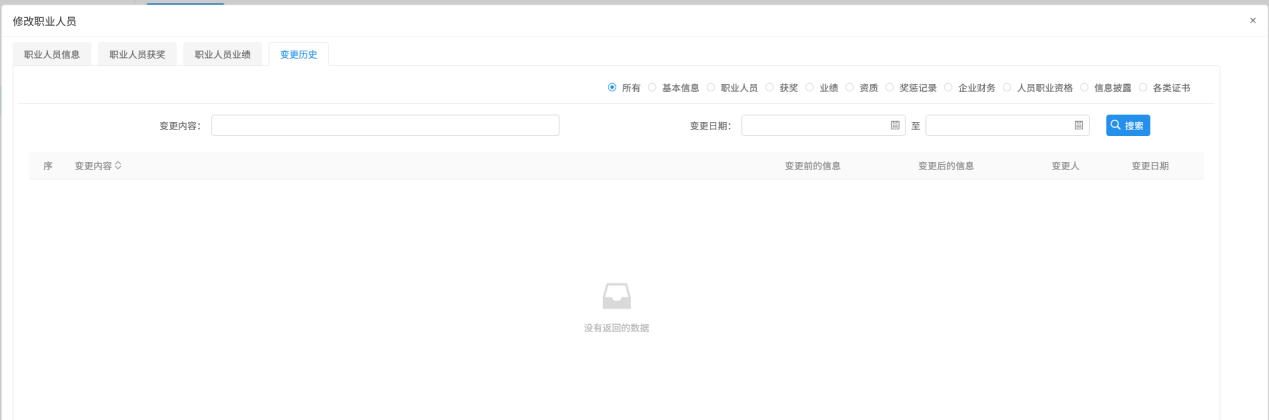 修改职业人员 ×
职业人员信息 职业人员获奖 职业人员业绩 变更历史
所有 基本信息 职业人员 获奖 业绩 资质 奖惩记录 企业财务 人员职业资格 信息披露 各类证书
变更内容： 变更日期： 至 搜索
序 变更内容 变更前的信息 变更后的信息 变更人 变更日期
没有返回的数据